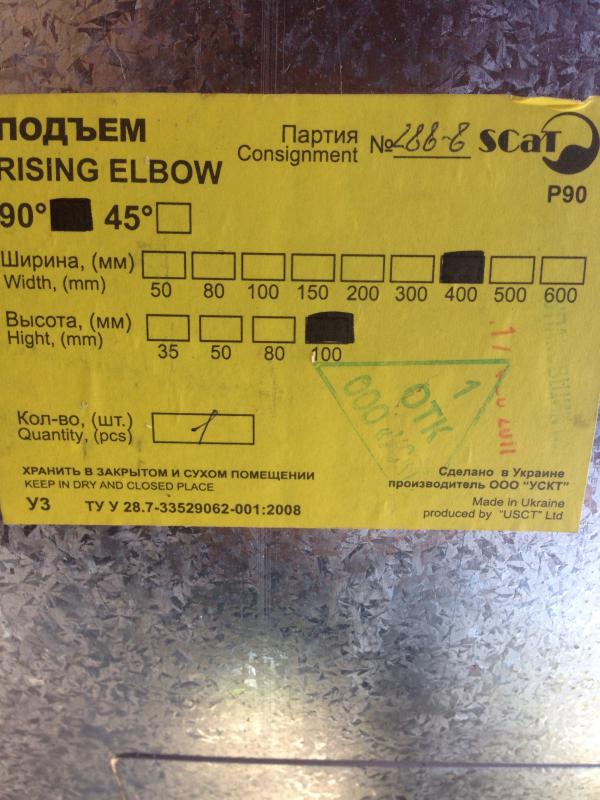 ПОДЪЕМ
RISING ELBOW
Партия
Consignment
№ 288-8
SCaT
P90
90° 45°
Ширина, (мм)
Width, (mm)
50 80 100 150 200 300 400 500 600
Высота, (мм)
Hight, (mm)
35 50 80 100
1
ОТК
ООО
Кол-во, (шт.)
Quantity, (pcs)
1
ХРАНИТЬ В ЗАКРЫТОМ И СУХОМ ПОМЕЩЕНИИ
KEEP IN DRY AND CLOSED PLACE
У3 ТУ У 28.7-33529062-001:2008
Сделано в Украине
производитель ООО "УСКТ"
Made in Ukraine
produced by "USCT" Ltd